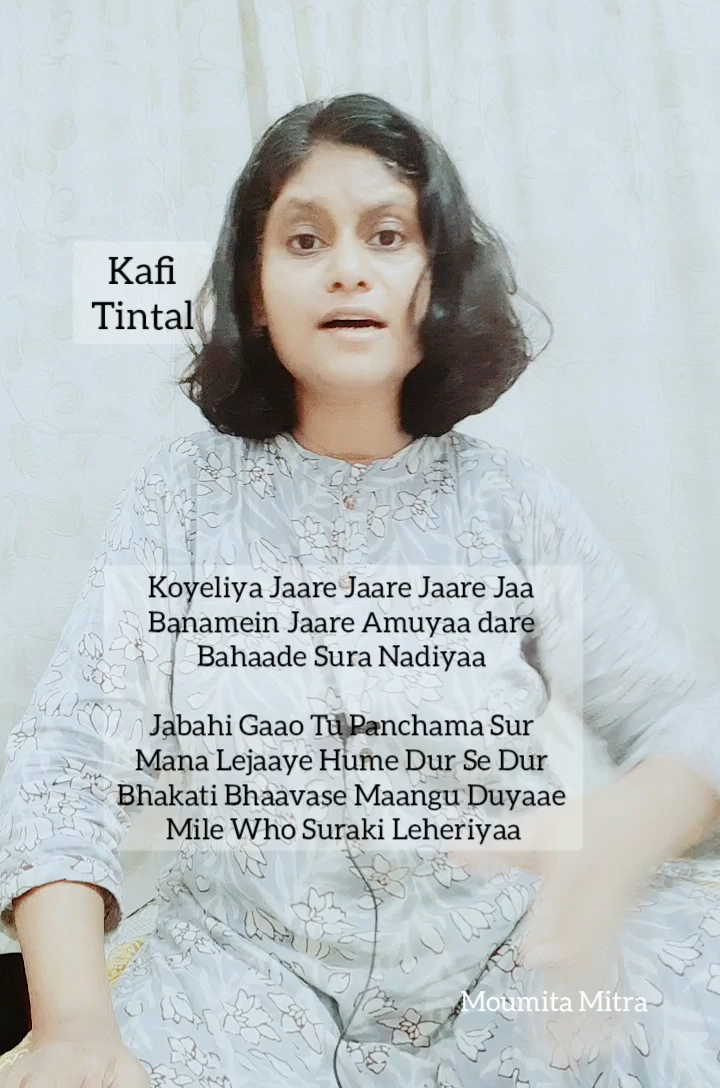 Kafi
Tintal
Koyeliya Jaare Jaare Jaare Jaa
Banamein Jaare Amuyaa dare
Bahaade Sura Nadiyaa
Jabahi Gaao Tu Panchama Sur
Mana Lejaaye Hume Dur Se Dur
Bhakati Bhaavase Maangu Duyaae
Mile Who Suraki Leheriyaa
Moumita Mitra